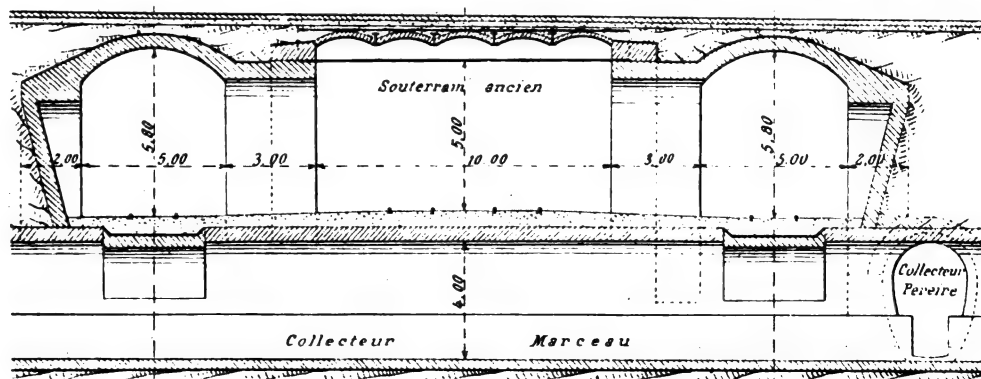 Souterrain ancien
5.80
5.00
5.80
2.00 5.00 3.00 10.00 3.00 5.00 2.00
4.00
Collecteur
Pereire
Collecteur Marceau